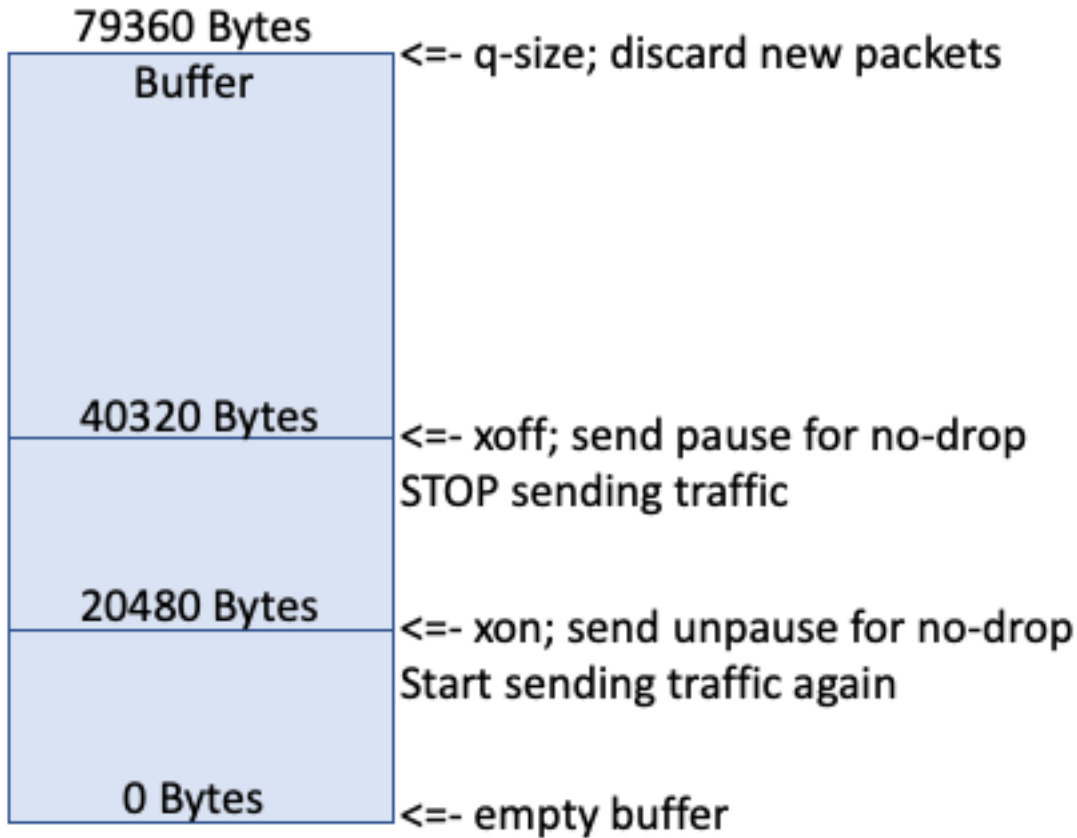 79360 Bytes
<=- q-size; discard new packets
Buffer
40320 Bytes
<=- xoff; send pause for no-drop
STOP sending traffic
20480 Bytes
<=- xon; send unpause for no-drop
Start sending traffic again
0 Bytes
<=- empty buffer